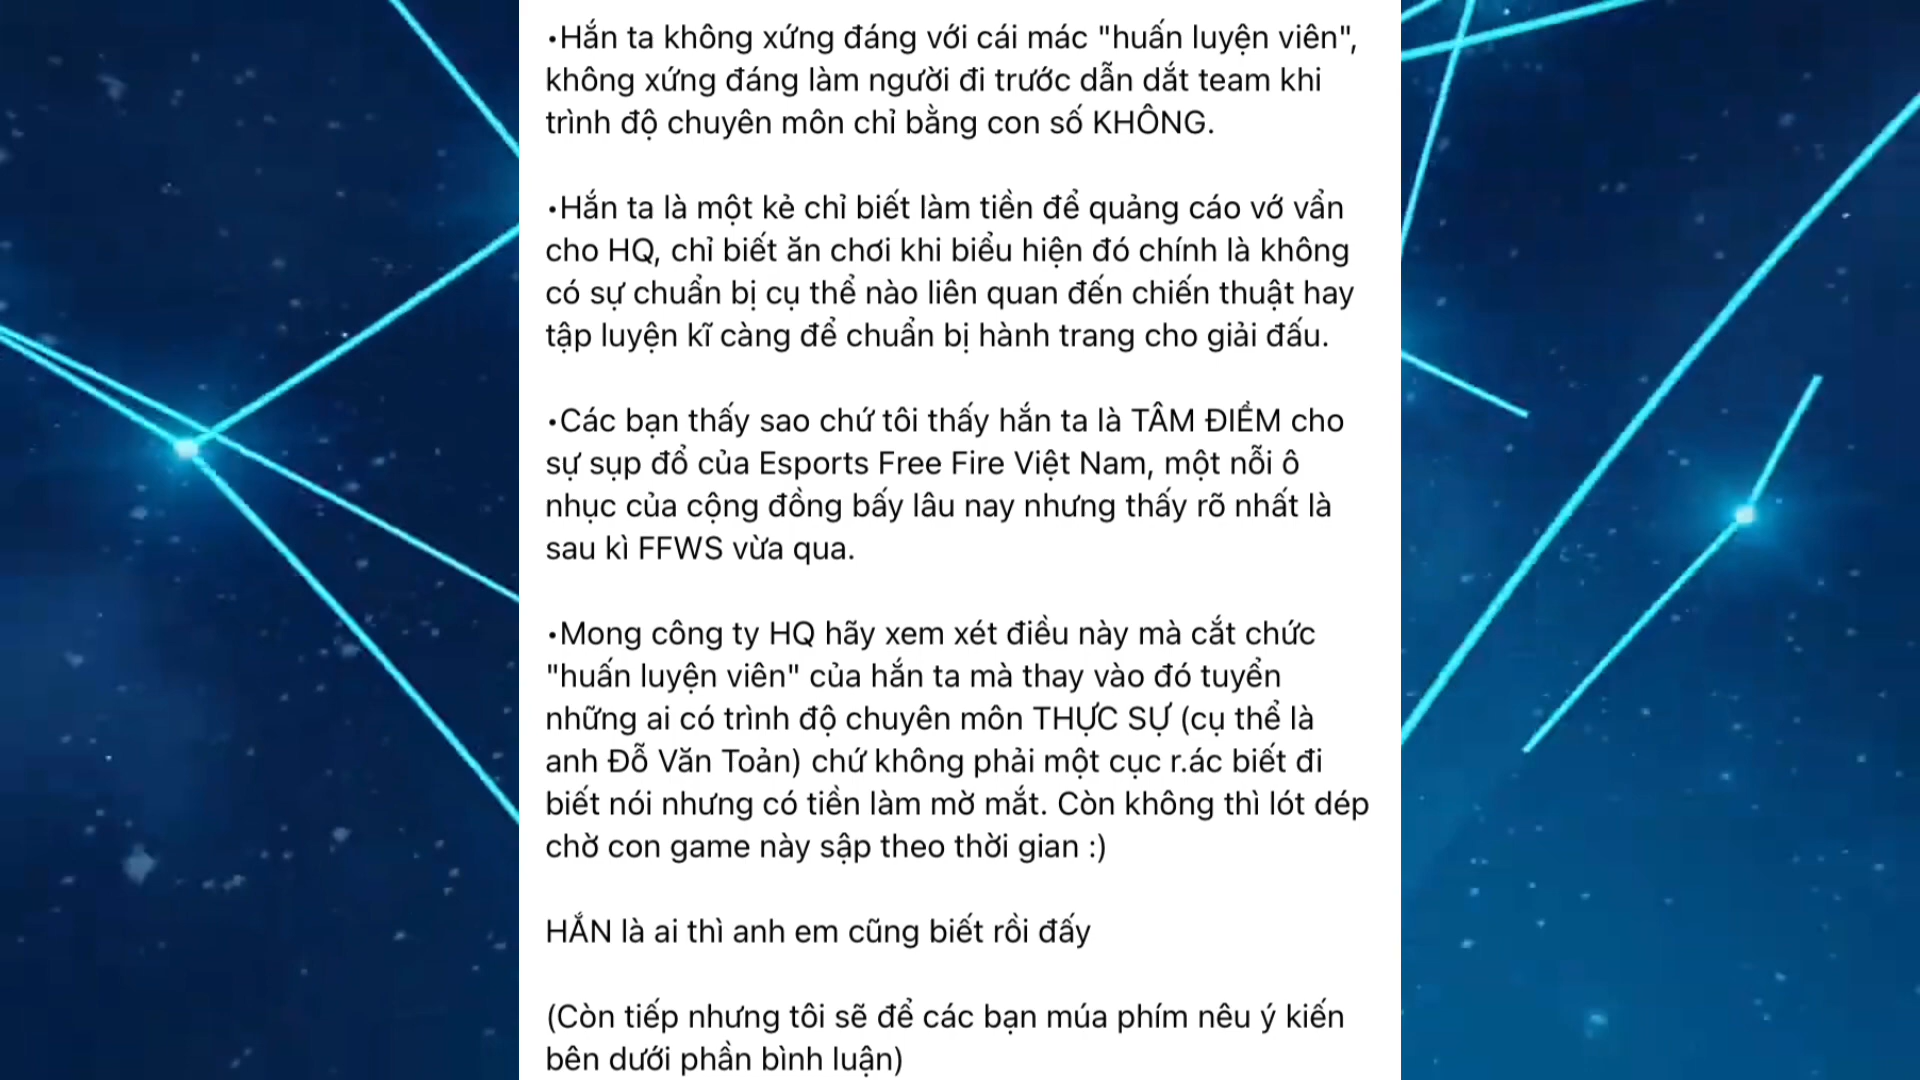 •Hắn ta không xứng đáng với cái mác "huấn luyện viên",
không xứng đáng làm người đi trước dẫn dắt team khi
trình độ chuyên môn chỉ bằng con số KHÔNG.
•Hắn ta là một kẻ chỉ biết làm tiền để quảng cáo vớ vẩn
cho HQ, chỉ biết ăn chơi khi biểu hiện đó chính là không
có sự chuẩn bị cụ thể nào liên quan đến chiến thuật hay
tập luyện kĩ càng để chuẩn bị hành trang cho giải đấu.
•Các bạn thấy sao chứ tôi thấy hắn ta là TÂM ĐIỂM cho
sự sụp đổ của Esports Free Fire Việt Nam, một nỗi ô
nhục của cộng đồng bấy lâu nay nhưng thấy rõ nhất là
sau kì FFWS vừa qua.
•Mong công ty HQ hãy xem xét điều này mà cắt chức
"huấn luyện viên" của hắn ta mà thay vào đó tuyển
những ai có trình độ chuyên môn THỰC SỰ (cụ thể là
anh Đỗ Văn Toản) chứ không phải một cục r.ác biết đi
biết nói nhưng có tiền làm mờ mắt. Còn không thì lót dép
chờ con game này sập theo thời gian :)
HẮN là ai thì anh em cũng biết rồi đấy
(Còn tiếp nhưng tôi sẽ để các bạn múa phím nêu ý kiến
bên dưới phần bình luận)